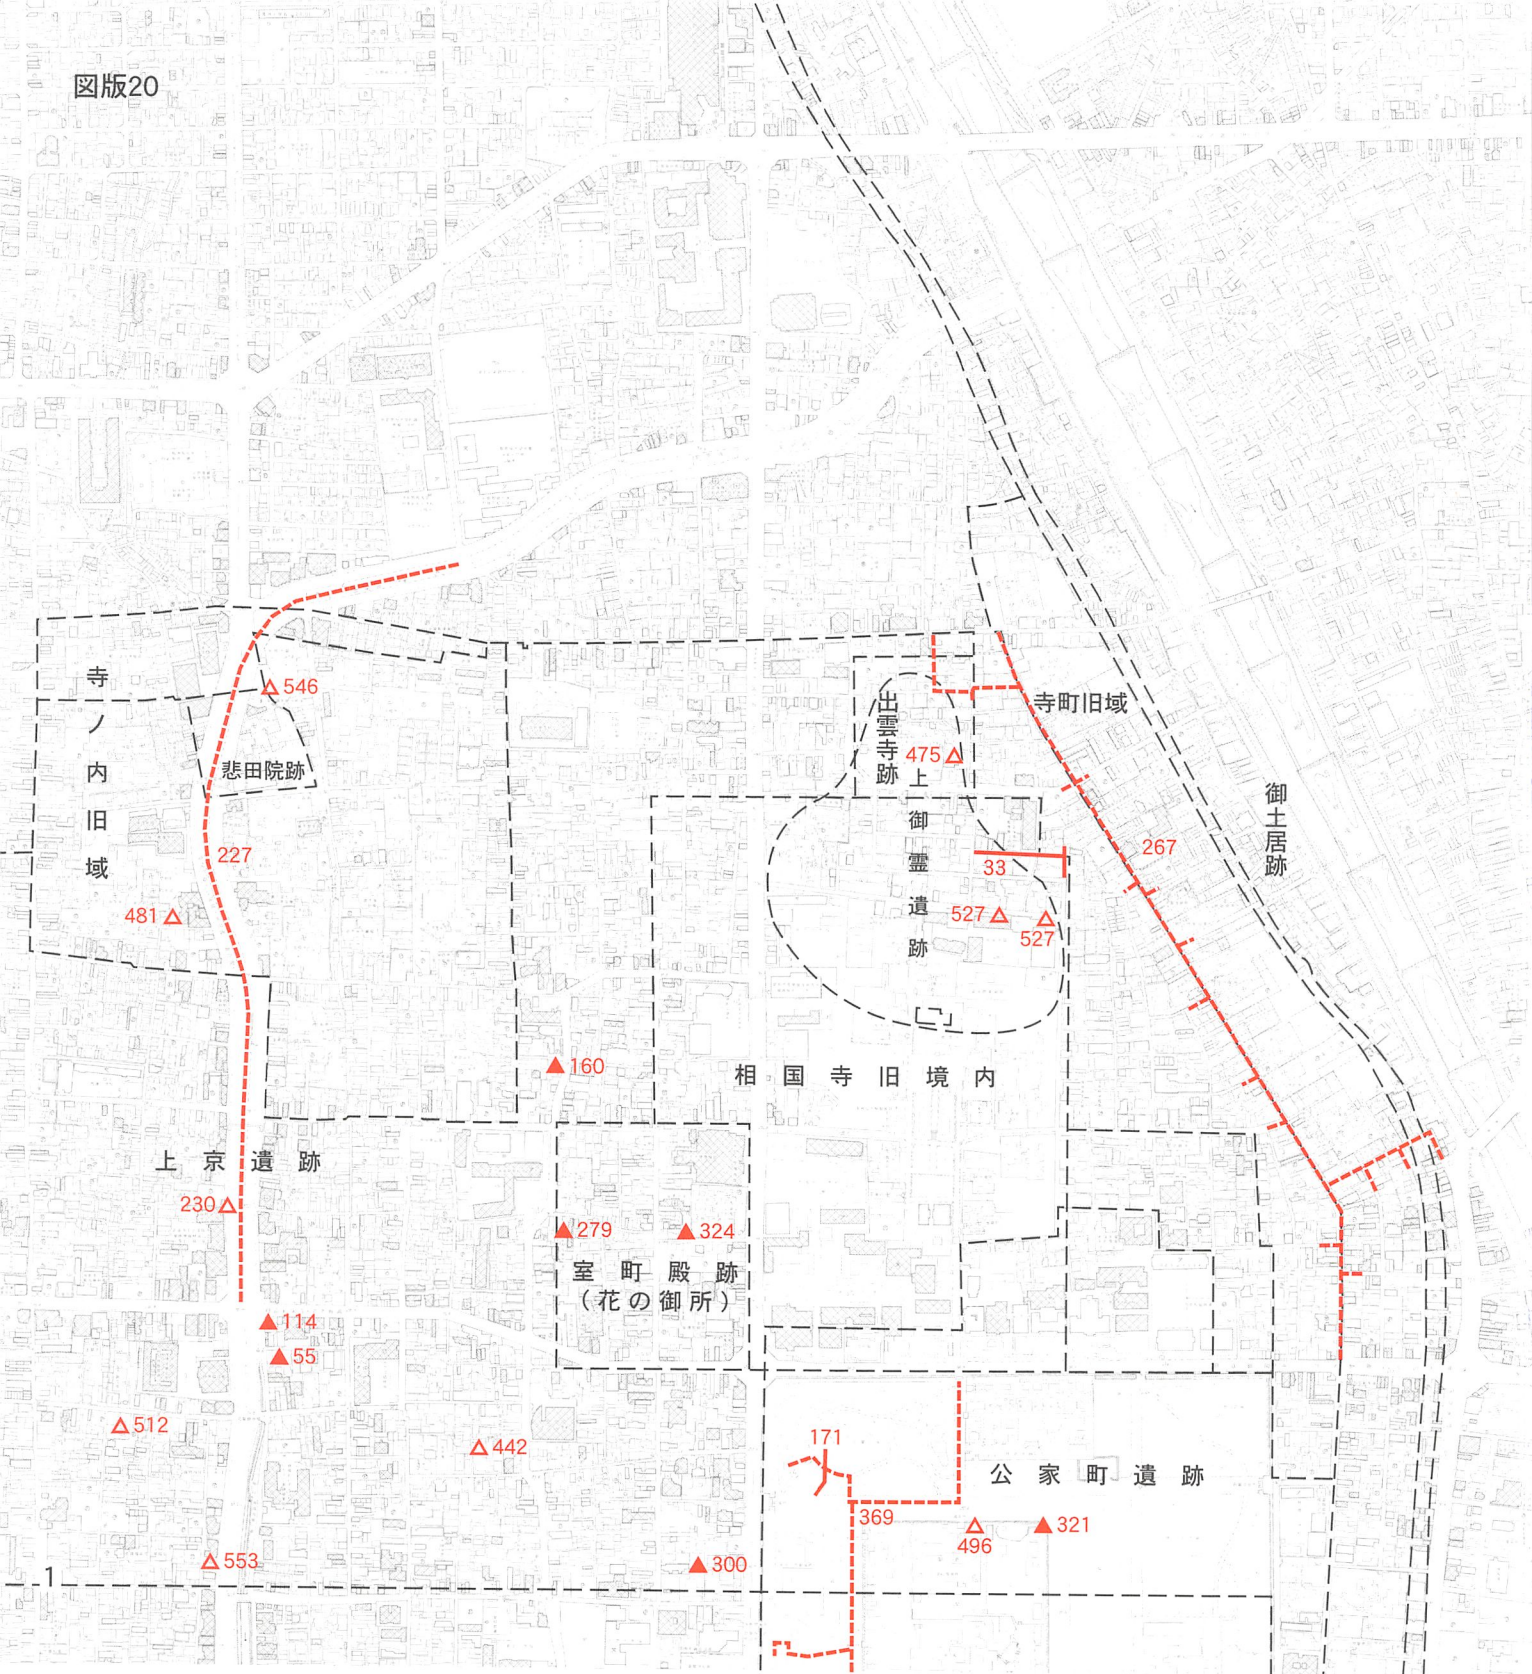 図版20
寺ノ内旧域
546
悲田院跡
227
481
出雲寺跡
475
上御霊遺跡
寺町旧域
御土居跡
267
33
527
527
160
相国寺旧境内
上京遺跡
230
279
324
室町殿跡
（花の御所）
114
55
512
442
171
公家町遺跡
369
496
321
553
300
1